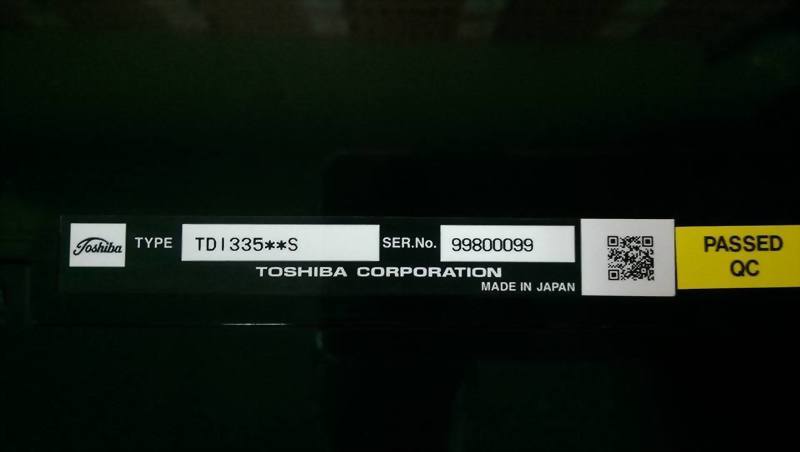 Toshiba TYPE TDI335**S SER.No. 99800099
TOSHIBA CORPORATION
MADE IN JAPAN
PASSED
QC